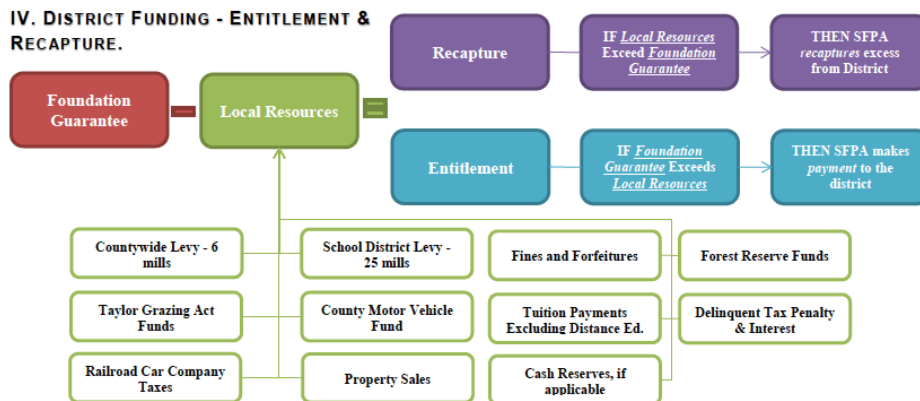 IV. DISTRICT FUNDING - ENTITLEMENT &
RECAPTURE.
Foundation
Guarantee
Local Resources
Recapture
IF Local Resources
Exceed Foundation
Guarantee
THEN SFPA
recaptures excess
from District
Entitlement
IF Foundation
Guarantee Exceeds
Local Resources
THEN SFPA makes
payment to the
district
Countywide Levy - 6
mills
School District Levy -
25 mills
Fines and Forfeitures
Forest Reserve Funds
Taylor Grazing Act
Funds
County Motor Vehicle
Fund
Tuition Payments
Excluding Distance Ed.
Delinquent Tax Penalty
& Interest
Railroad Car Company
Taxes
Property Sales
Cash Reserves, if
applicable